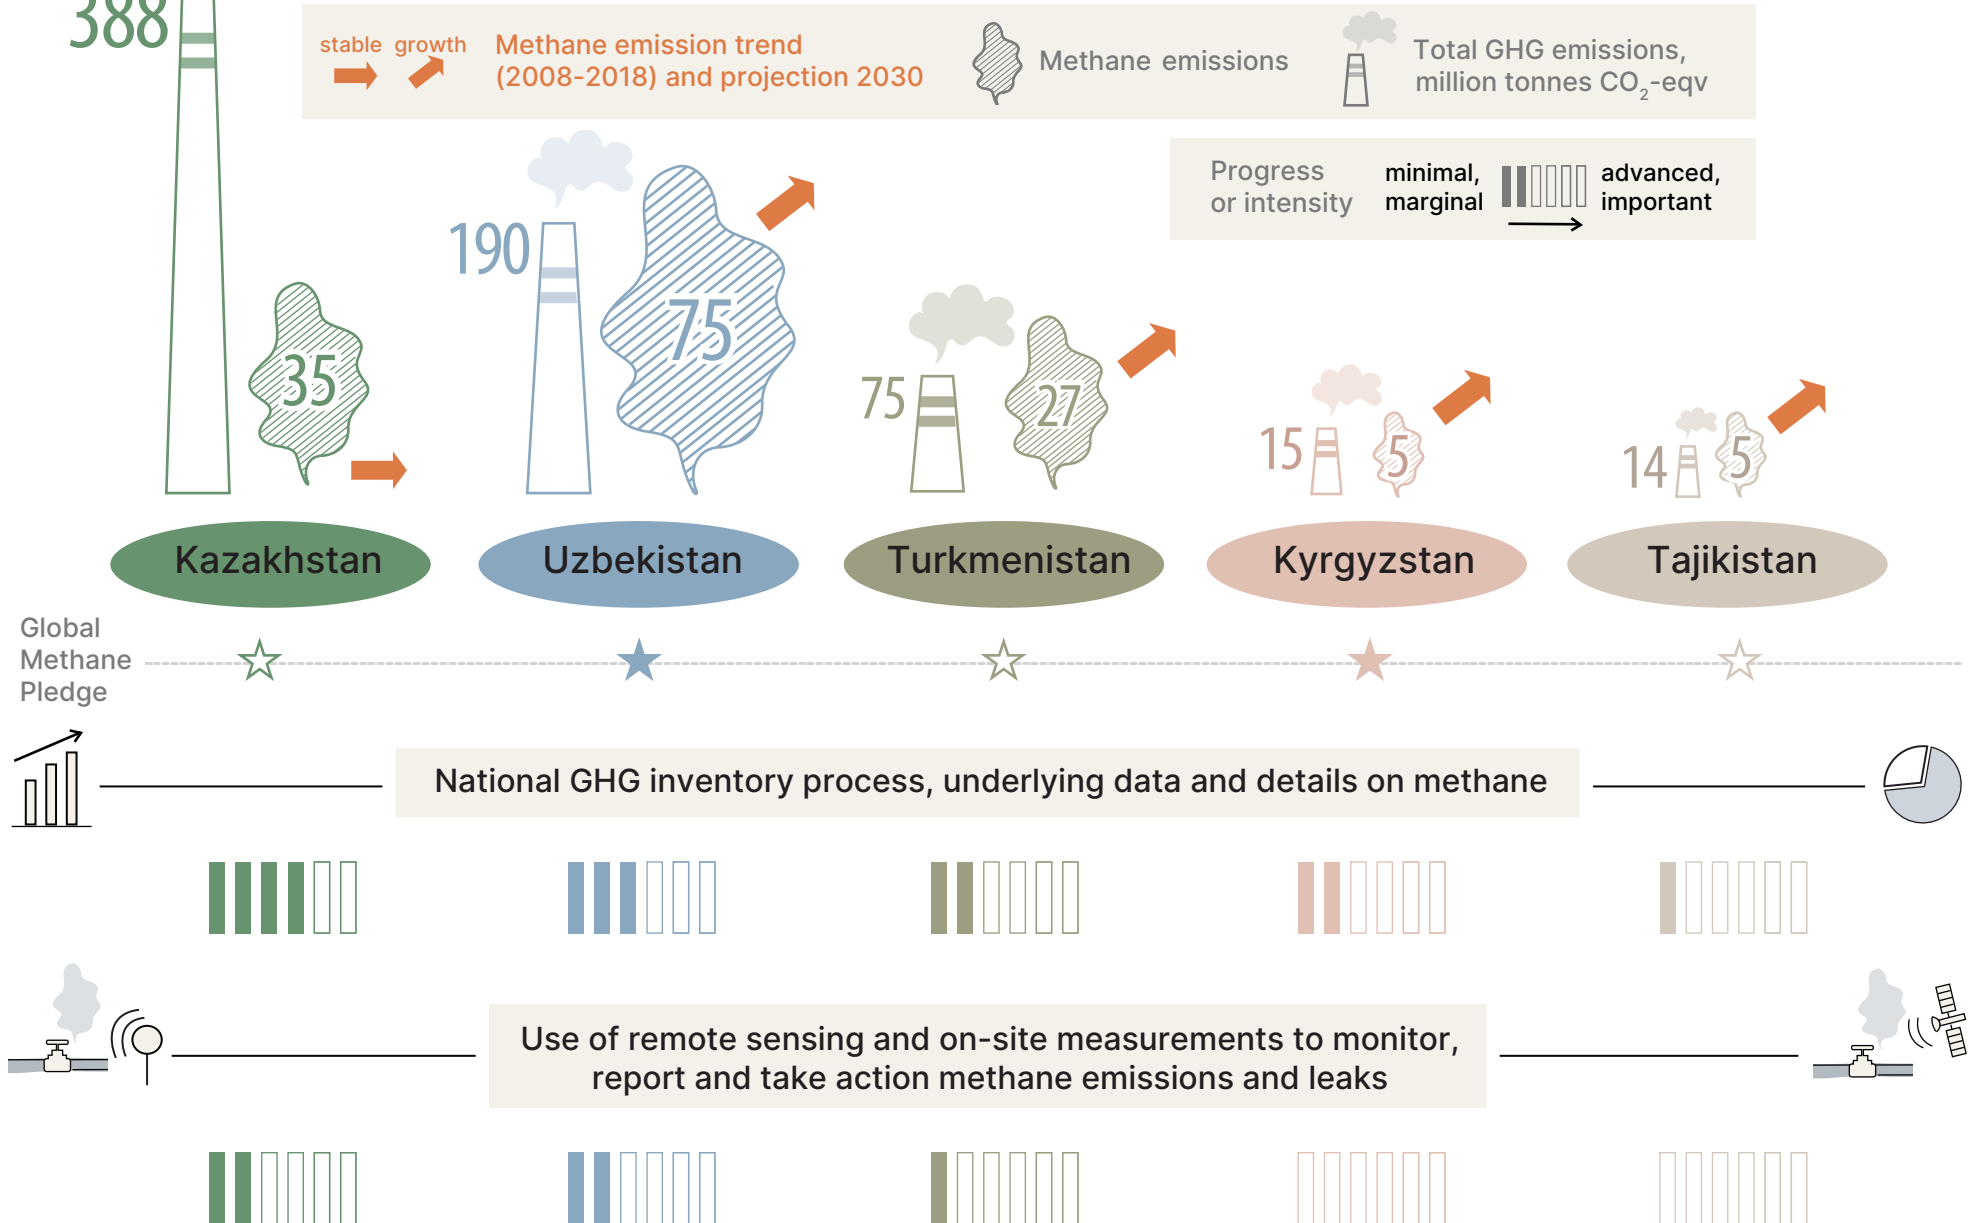 388
stable growth
Methane emission trend
(2008-2018) and projection 2030
Methane emissions
Total GHG emissions,
million tonnes CO₂-eqv
Progress
or intensity
minimal,
marginal
advanced,
important
35
190
75
75
27
15
5
14
5
Kazakhstan
Uzbekistan
Turkmenistan
Kyrgyzstan
Tajikistan
Global
Methane
Pledge
National GHG inventory process, underlying data and details on methane
Use of remote sensing and on-site measurements to monitor,
report and take action methane emissions and leaks